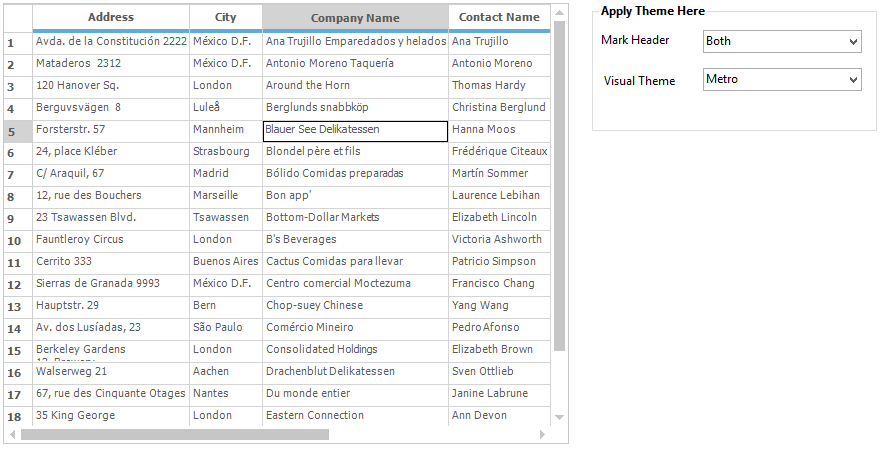 Address City Company Name Contact Name
1 Avda. de la Constitución 2222 México D.F. Ana Trujillo Emparedados y helados Ana Trujillo
2 Mataderos 2312 México D.F. Antonio Moreno Taquería Antonio Moreno
3 120 Hanover Sq. London Around the Horn Thomas Hardy
4 Berguvsvägen 8 Luleå Berglunds snabbköp Christina Berglund
5 Forsterstr. 57 Mannheim Blauer See Delikatessen Hanna Moos
6 24, place Kléber Strasbourg Blondel père et fils Frédérique Citeaux
7 C/ Araquil, 67 Madrid Bólido Comidas preparadas Martín Sommer
8 12, rue des Bouchers Marseille Bon app' Laurence Lebihan
9 23 Tsawassen Blvd. Tsawassen Bottom-Dollar Markets Elizabeth Lincoln
10 Fauntleroy Circus London B's Beverages Victoria Ashworth
11 Cerrito 333 Buenos Aires Cactus Comidas para llevar Patricio Simpson
12 Sierras de Granada 9993 México D.F. Centro comercial Moctezuma Francisco Chang
13 Hauptstr. 29 Bern Chop-suey Chinese Yang Wang
14 Av. dos Lusíadas, 23 São Paulo Comércio Mineiro Pedro Afonso
15 Berkeley Gardens London Consolidated Holdings Elizabeth Brown
16 Walserweg 21 Aachen Drachenblut Delikatessen Sven Ottlieb
17 67, rue des Cinquante Otages Nantes Du monde entier Janine Labrune
18 35 King George London Eastern Connection Ann Devon
Apply Theme Here
Mark Header Both
Visual Theme Metro